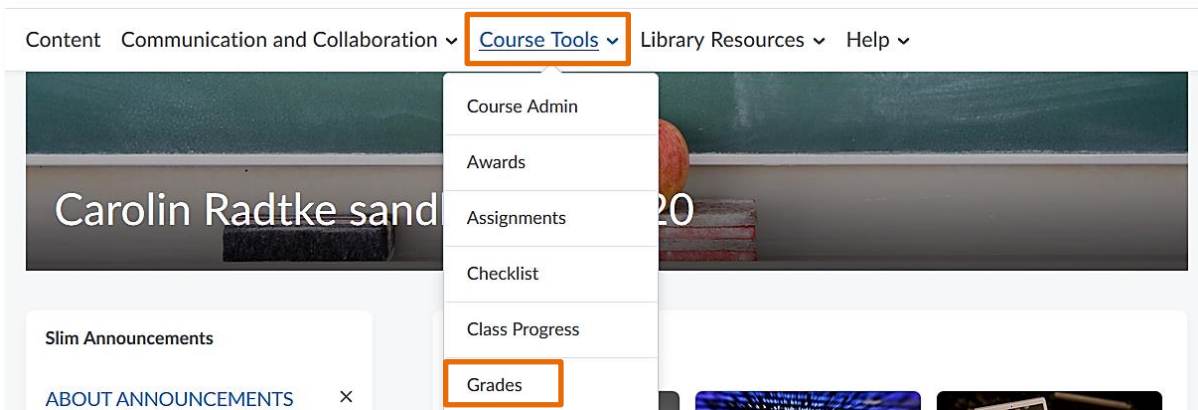 Content Communication and Collaboration Course Tools Library Resources Help
Course Admin
Awards
Carolin Radtke sand 20
Assignments
Checklist
Slim Announcements
Class Progress
ABOUT ANNOUNCEMENTS ×
Grades